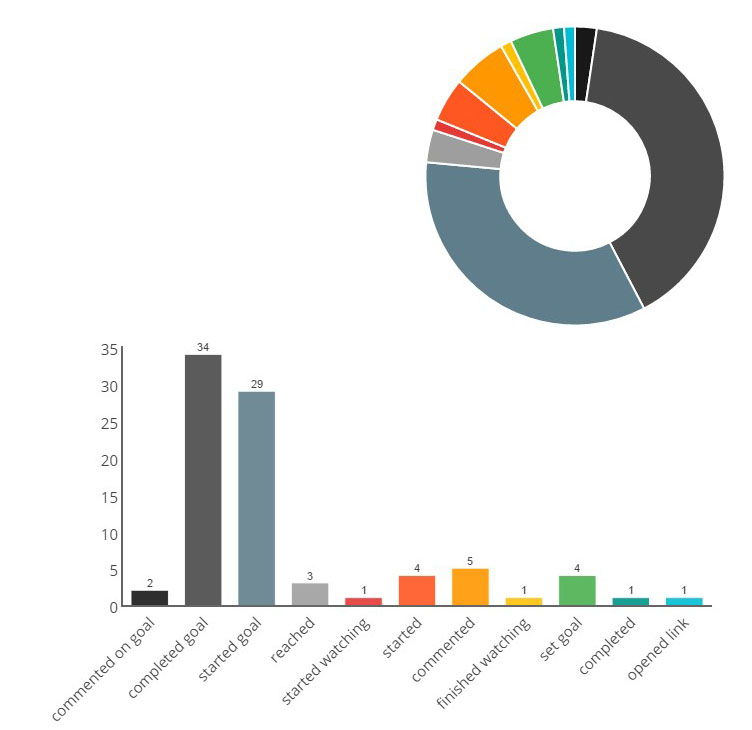 35
30
25
20
15
10
5
0
2
34
29
3
1
4
5
1
4
1
1
commented on goal
completed goal
started goal
reached
started watching
started
commented
finished watching
set goal
completed
opened link